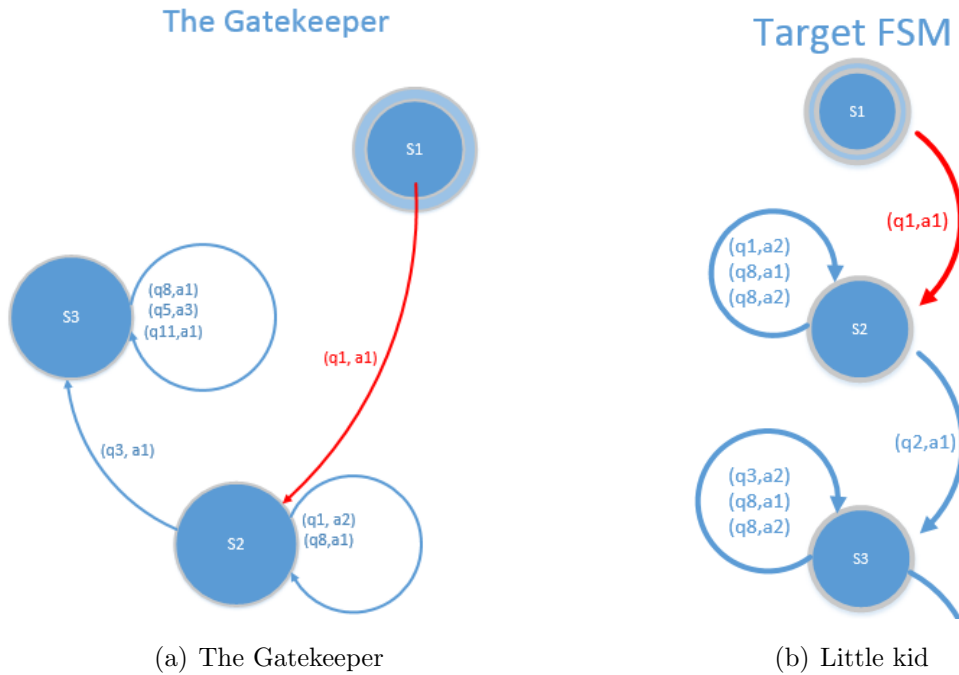 The Gatekeeper
S1
S3
(q8,a1)
(q5,a3)
(q11,a1)
(q1, a1)
(q3, a1)
S2
(q1, a2)
(q8,a1)
(a) The Gatekeeper
Target FSM
S1
(q1,a1)
(q1,a2)
(q8,a1)
(q8,a2)
S2
(q2,a1)
(q3,a2)
(q8,a1)
(q8,a2)
S3
(b) Little kid